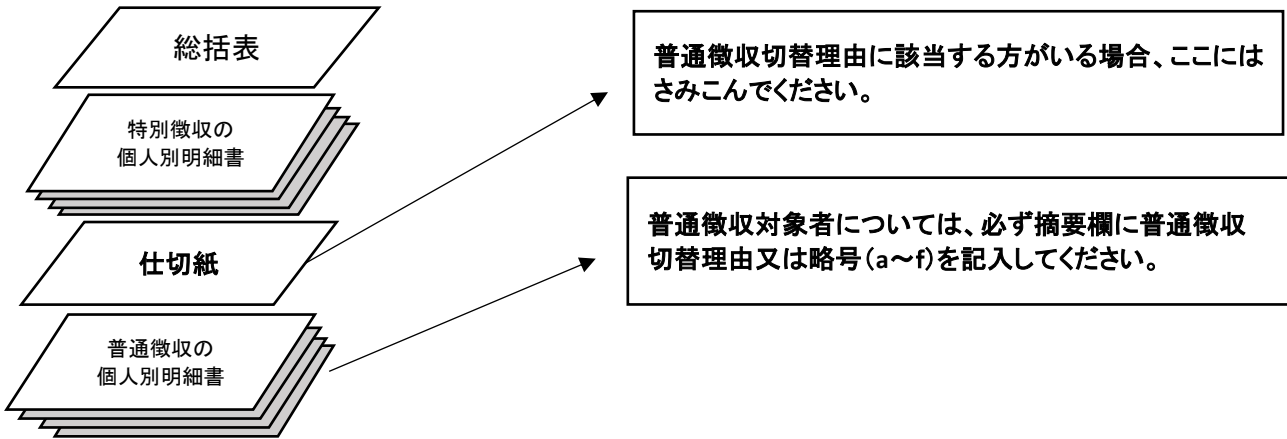 総括表
特別徴収の
個人別明細書
仕切紙
普通徴収の
個人別明細書
普通徴収切替理由に該当する方がいる場合、ここには
さみこんでください。
普通徴収対象者については、必ず摘要欄に普通徴収
切替理由又は略号(a～f)を記入してください。